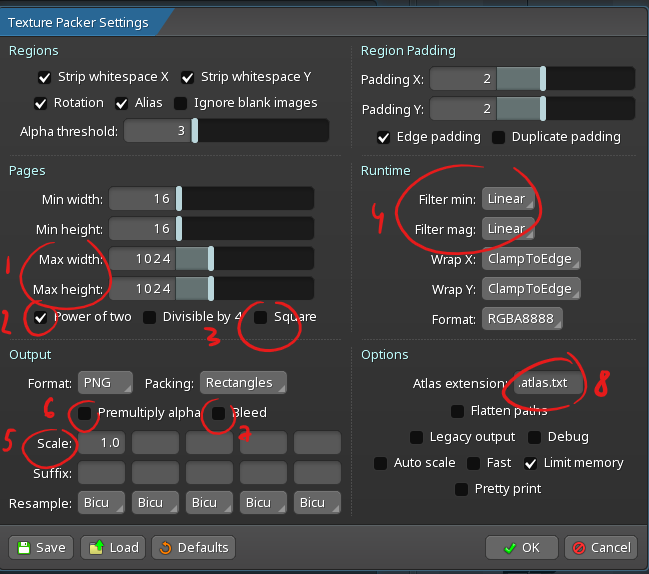 Texture Packer Settings
Regions
Strip whitespace X Strip whitespace Y
Rotation Alias Ignore blank images
Alpha threshold: 3
Region Padding
Padding X: 2
Padding Y: 2
Edge padding Duplicate padding
Pages
Min width: 16
Min height: 16
1 Max width: 1024
Max height: 1024
2 Power of two Divisible by 4 3 Square
Runtime
4 Filter min: Linear
Filter mag: Linear
Wrap X: ClampToEdge
Wrap Y: ClampToEdge
Format: RGBA8888
Output
Format: PNG Packing: Rectangles
6 Premultiply alpha 7 Bleed
5 Scale: 1.0
Suffix:
Resample: Bicu Bicu Bicu Bicu Bicu
Options
Atlas extension: .atlas.txt 8
Flatten paths
Legacy output Debug
Auto scale Fast Limit memory
Pretty print
Save Load Defaults OK Cancel